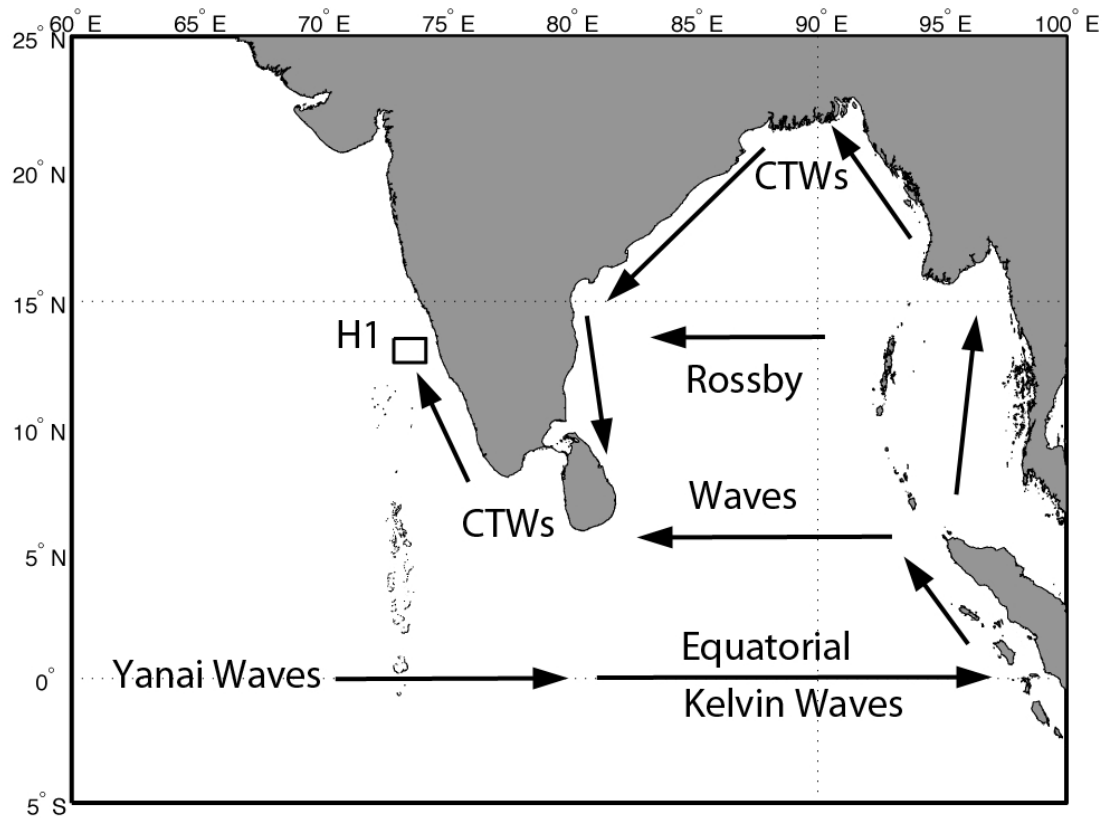 60° E 65° E 70° E 75° E 80° E 85° E 90° E 95° E 100° E
25° N
20° N
CTWs
15° N
H1
Rossby
10° N
Waves
CTWs
5° N
Equatorial
Yanai Waves
0°
Kelvin Waves
5° S